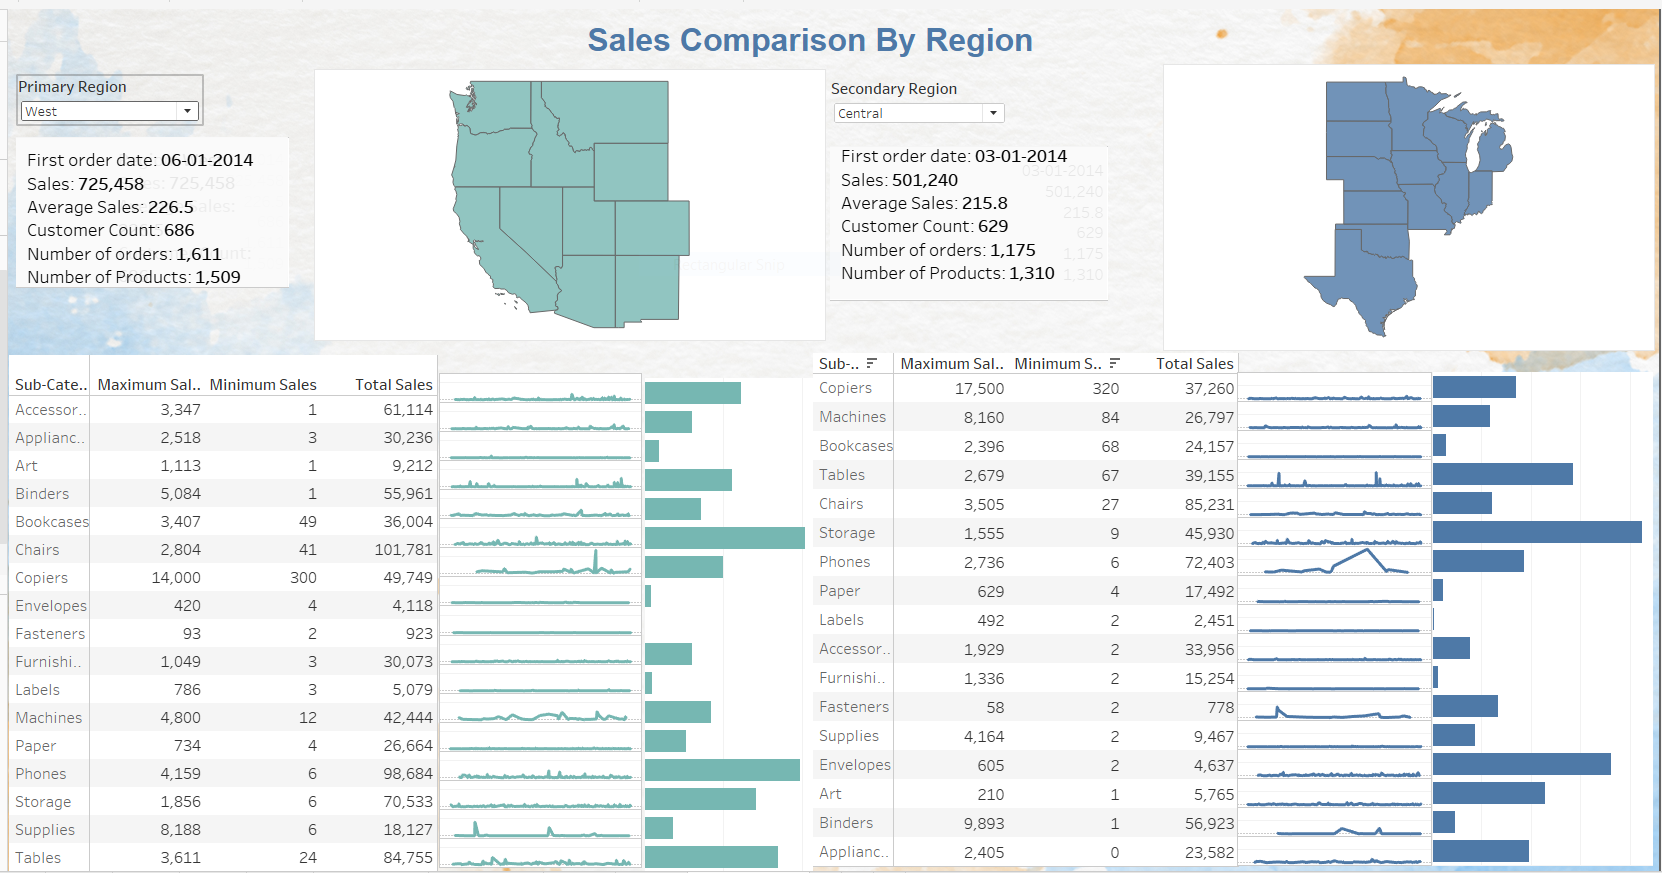 Sales Comparison By Region
Primary Region
West
First order date: 06-01-2014
Sales: 725,458
Average Sales: 226.5
Customer Count: 686
Number of orders: 1,611
Number of Products: 1,509
Secondary Region
Central
First order date: 03-01-2014
Sales: 501,240
Average Sales: 215.8
Customer Count: 629
Number of orders: 1,175
Number of Products: 1,310
03-01-2014
501,240
215.8
629
1,175
1,310
Rectangular Snip
Sub-Cate.. Maximum Sal.. Minimum Sales Total Sales
Accessor.. 3,347 1 61,114
Applianc.. 2,518 3 30,236
Art 1,113 1 9,212
Binders 5,084 1 55,961
Bookcases 3,407 49 36,004
Chairs 2,804 41 101,781
Copiers 14,000 300 49,749
Envelopes 420 4 4,118
Fasteners 93 2 923
Furnishi.. 1,049 3 30,073
Labels 786 3 5,079
Machines 4,800 12 42,444
Paper 734 4 26,664
Phones 4,159 6 98,684
Storage 1,856 6 70,533
Supplies 8,188 6 18,127
Tables 3,611 24 84,755
Sub-.. Maximum Sal.. Minimum S.. Total Sales
Copiers 17,500 320 37,260
Machines 8,160 84 26,797
Bookcases 2,396 68 24,157
Tables 2,679 67 39,155
Chairs 3,505 27 85,231
Storage 1,555 9 45,930
Phones 2,736 6 72,403
Paper 629 4 17,492
Labels 492 2 2,451
Accessor.. 1,929 2 33,956
Furnishi.. 1,336 2 15,254
Fasteners 58 2 778
Supplies 4,164 2 9,467
Envelopes 605 2 4,637
Art 210 1 5,765
Binders 9,893 1 56,923
Applianc.. 2,405 0 23,582